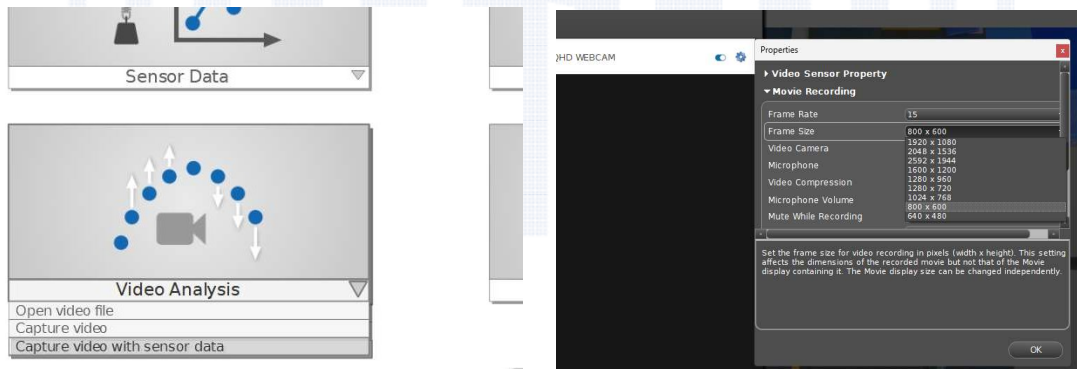 Sensor Data
Video Analysis
Open video file
Capture video
Capture video with sensor data
QHD WEBCAM
Properties
x
Video Sensor Property
Movie Recording
Frame Rate
15
Frame Size
800 x 600
1920 x 1080
2048 x 1536
2592 x 1944
1600 x 1200
1280 x 960
1280 x 720
1024 x 768
800 x 600
640 x 480
Video Camera
Microphone
Video Compression
Microphone Volume
Mute While Recording
Set the frame size for video recording in pixels (width x height). This setting
affects the dimensions of the recorded movie but not that of the Movie
display containing it. The Movie display size can be changed independently.
OK